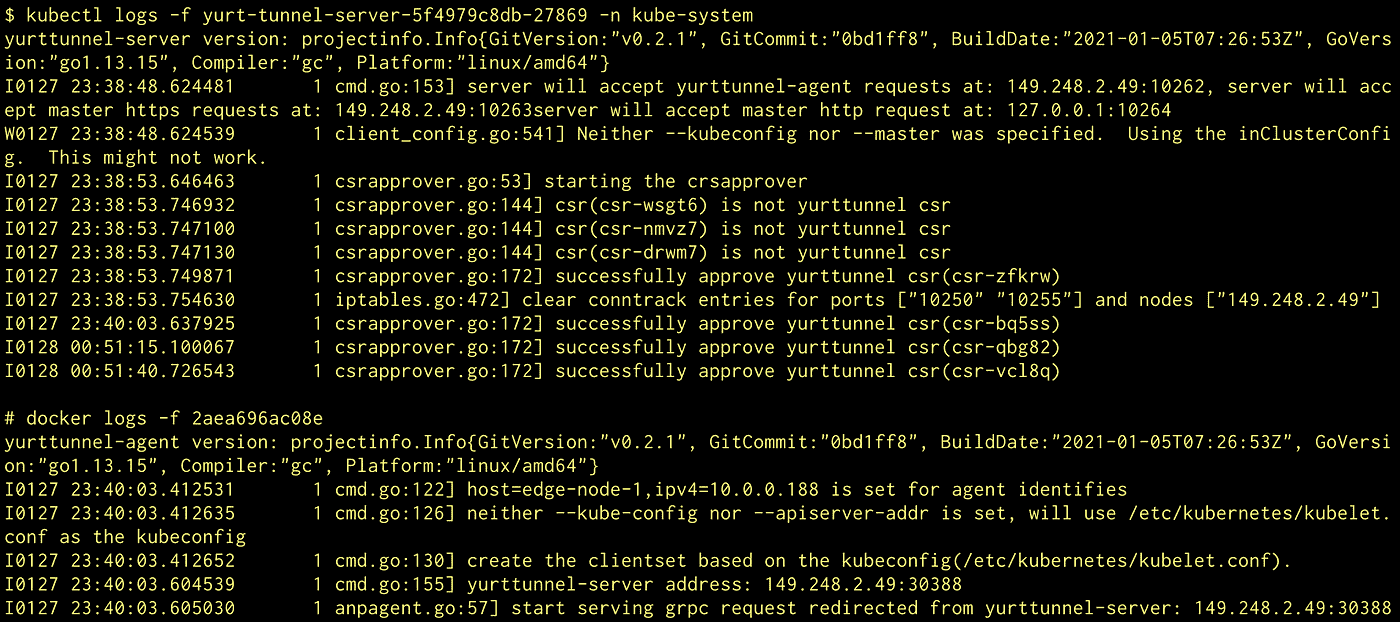 $ kubectl logs -f yurt-tunnel-server-5f4979c8db-27869 -n kube-system
yurttunnel-server version: projectinfo.Info{GitVersion:"v0.2.1", GitCommit:"0bd1ff8", BuildDate:"2021-01-05T07:26:53Z", GoVers
ion:"go1.13.15", Compiler:"gc", Platform:"linux/amd64"}
I0127 23:38:48.624481       1 cmd.go:153] server will accept yurttunnel-agent requests at: 149.248.2.49:10262, server will acc
ept master https requests at: 149.248.2.49:10263server will accept master http request at: 127.0.0.1:10264
W0127 23:38:48.624539       1 client_config.go:541] Neither --kubeconfig nor --master was specified.  Using the inClusterConfi
g.  This might not work.
I0127 23:38:53.646463       1 csrapprover.go:53] starting the crsapprover
I0127 23:38:53.746932       1 csrapprover.go:144] csr(csr-wsgt6) is not yurttunnel csr
I0127 23:38:53.747100       1 csrapprover.go:144] csr(csr-nmvz7) is not yurttunnel csr
I0127 23:38:53.747130       1 csrapprover.go:144] csr(csr-drwm7) is not yurttunnel csr
I0127 23:38:53.749871       1 csrapprover.go:172] successfully approve yurttunnel csr(csr-zfkrw)
I0127 23:38:53.754630       1 iptables.go:472] clear conntrack entries for ports ["10250" "10255"] and nodes ["149.248.2.49"]
I0127 23:40:03.637925       1 csrapprover.go:172] successfully approve yurttunnel csr(csr-bq5ss)
I0128 00:51:15.100067       1 csrapprover.go:172] successfully approve yurttunnel csr(csr-qbg82)
I0128 00:51:40.726543       1 csrapprover.go:172] successfully approve yurttunnel csr(csr-vcl8q)
# docker logs -f 2aea696ac08e
yurttunnel-agent version: projectinfo.Info{GitVersion:"v0.2.1", GitCommit:"0bd1ff8", BuildDate:"2021-01-05T07:26:53Z", GoVersi
on:"go1.13.15", Compiler:"gc", Platform:"linux/amd64"}
I0127 23:40:03.412531       1 cmd.go:122] host=edge-node-1,ipv4=10.0.0.188 is set for agent identifies
I0127 23:40:03.412635       1 cmd.go:126] neither --kube-config nor --apiserver-addr is set, will use /etc/kubernetes/kubelet.
conf as the kubeconfig
I0127 23:40:03.412652       1 cmd.go:130] create the clientset based on the kubeconfig(/etc/kubernetes/kubelet.conf).
I0127 23:40:03.604539       1 cmd.go:155] yurttunnel-server address: 149.248.2.49:30388
I0127 23:40:03.605030       1 anpagent.go:57] start serving grpc request redirected from yurttunnel-server: 149.248.2.49:30388